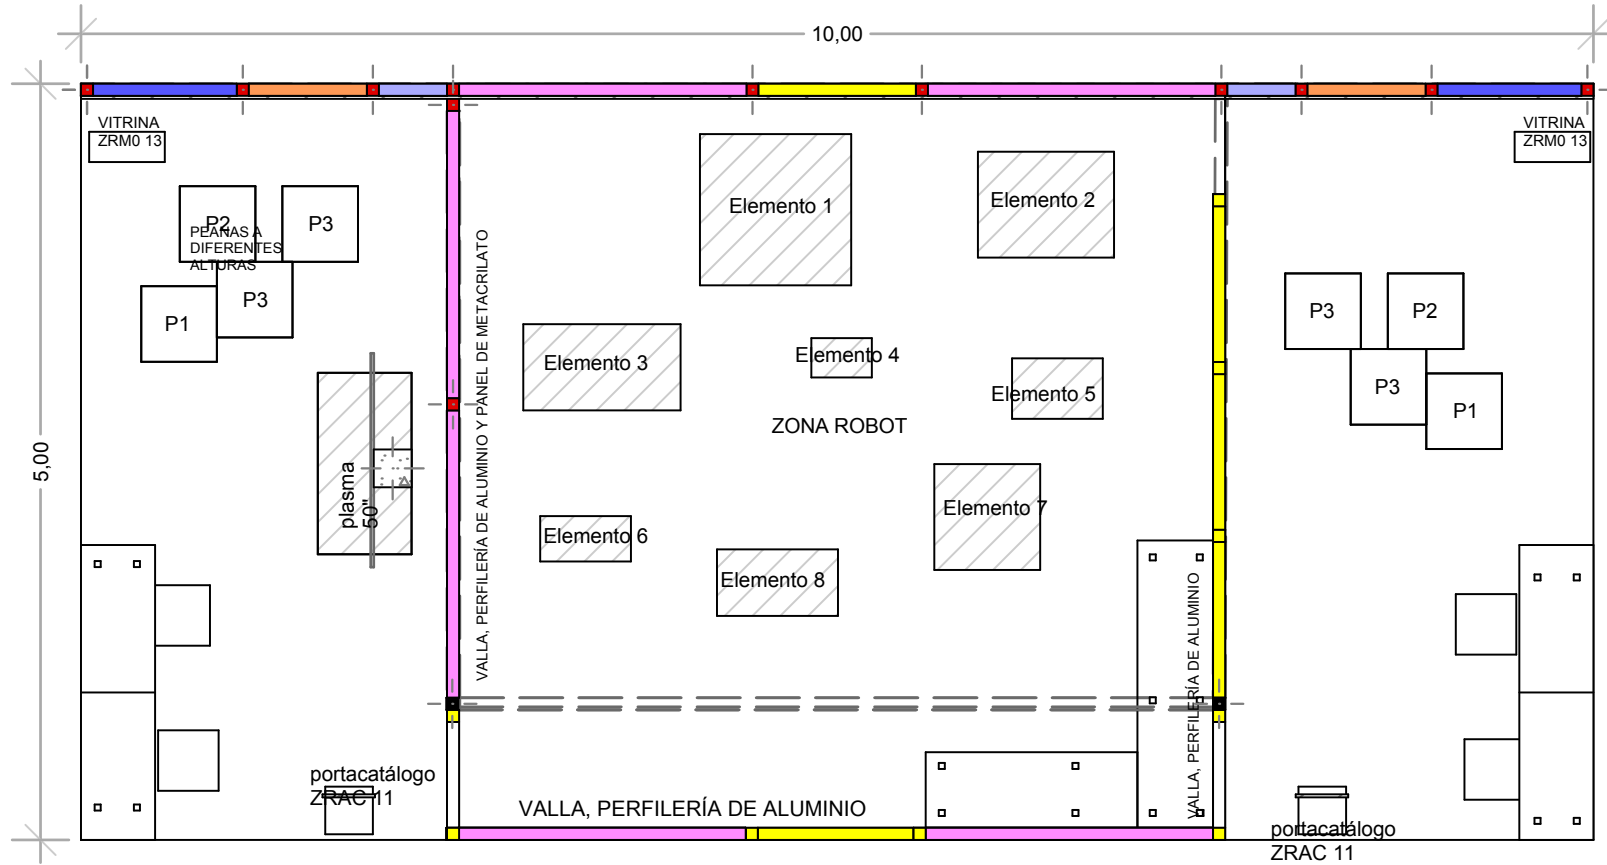 10,00
VITRINA
ZRM0 13
VITRINA
ZRM0 13
P2
P3
PEANAS A
DIFERENTES
ALTURAS
P3
P1
Elemento 1
Elemento 2
P3
P2
P3
P1
VALLA, PERFILERÍA DE ALUMINIO Y PANEL DE METACRILATO
Elemento 3
Elemento 4
Elemento 5
ZONA ROBOT
5,00
plasma
50"
Elemento 6
Elemento 7
Elemento 8
VALLA, PERFILERÍA DE ALUMINIO
portacatálogo
ZRAC 11
VALLA, PERFILERÍA DE ALUMINIO
portacatálogo
ZRAC 11